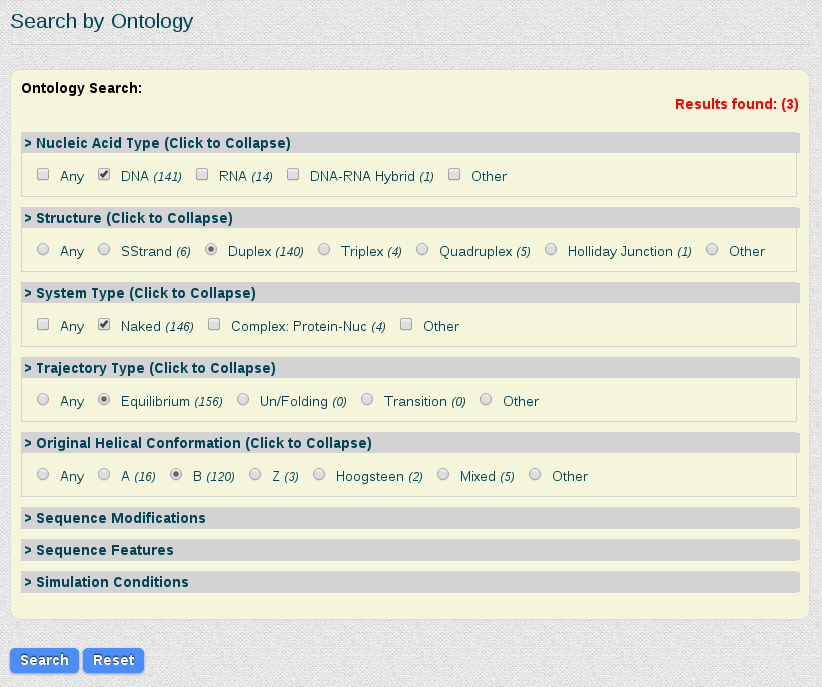 Search by Ontology
Ontology Search:
Results found: (3)
> Nucleic Acid Type (Click to Collapse)
Any DNA (141) RNA (14) DNA-RNA Hybrid (1) Other
> Structure (Click to Collapse)
Any SStrand (6) Duplex (140) Triplex (4) Quadruplex (5) Holliday Junction (1) Other
> System Type (Click to Collapse)
Any Naked (146) Complex: Protein-Nuc (4) Other
> Trajectory Type (Click to Collapse)
Any Equilibrium (156) Un/Folding (0) Transition (0) Other
> Original Helical Conformation (Click to Collapse)
Any A (16) B (120) Z (3) Hoogsteen (2) Mixed (5) Other
> Sequence Modifications
> Sequence Features
> Simulation Conditions
Search Reset